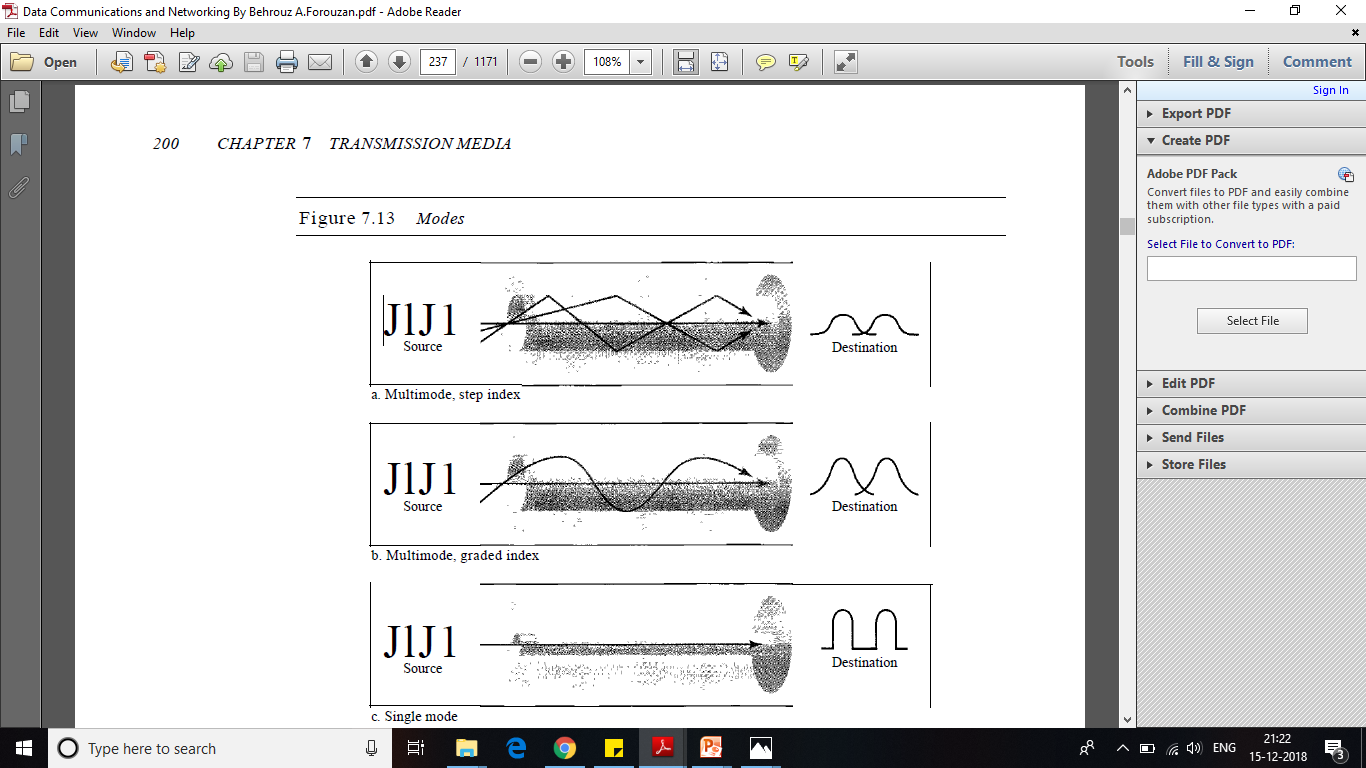 Data Communications and Networking By Behrouz A.Forouzan.pdf - Adobe Reader
File Edit View Window Help
Open 237 / 1171 108% Tools Fill & Sign Comment
Sign In
Export PDF
Create PDF
Adobe PDF Pack
Convert files to PDF and easily combine
them with other file types with a paid
subscription.
Select File to Convert to PDF:
Select File
Edit PDF
Combine PDF
Send Files
Store Files
200 CHAPTER 7 TRANSMISSION MEDIA
Figure 7.13 Modes
J1J1
Source
Destination
a. Multimode, step index
J1J1
Source
Destination
b. Multimode, graded index
J1J1
Source
Destination
c. Single mode
Type here to search
ENG
21:22
15-12-2018
3